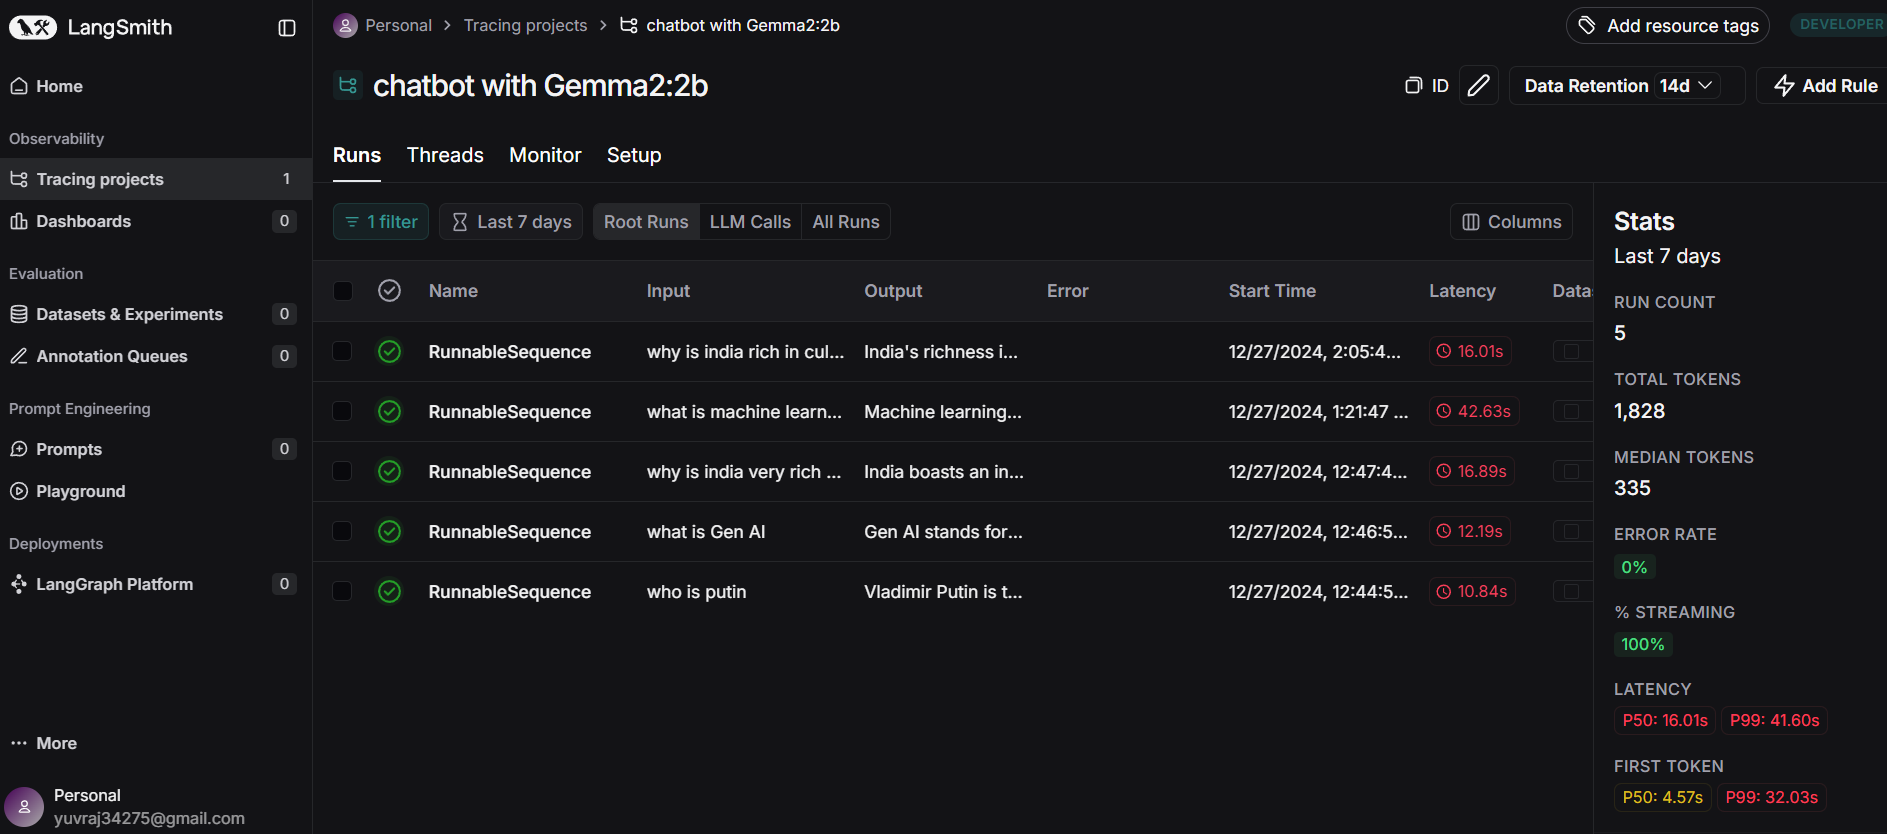 LangSmith
Home
Observability
Tracing projects 1
Dashboards 0
Evaluation
Datasets & Experiments 0
Annotation Queues 0
Prompt Engineering
Prompts 0
Playground
Deployments
LangGraph Platform 0
More
Personal
yuvraj34275@gmail.com
Personal > Tracing projects > chatbot with Gemma2:2b
Add resource tags
DEVELOPER
chatbot with Gemma2:2b
ID
Data Retention 14d
Add Rule
Runs Threads Monitor Setup
1 filter Last 7 days Root Runs LLM Calls All Runs Columns
Name Input Output Error Start Time Latency Datas
RunnableSequence why is india rich in cul... India's richness i... 12/27/2024, 2:05:4... 16.01s
RunnableSequence what is machine learn... Machine learning... 12/27/2024, 1:21:47 ... 42.63s
RunnableSequence why is india very rich ... India boasts an in... 12/27/2024, 12:47:4... 16.89s
RunnableSequence what is Gen AI Gen AI stands for... 12/27/2024, 12:46:5... 12.19s
RunnableSequence who is putin Vladimir Putin is t... 12/27/2024, 12:44:5... 10.84s
Stats
Last 7 days
RUN COUNT
5
TOTAL TOKENS
1,828
MEDIAN TOKENS
335
ERROR RATE
0%
% STREAMING
100%
LATENCY
P50: 16.01s P99: 41.60s
FIRST TOKEN
P50: 4.57s P99: 32.03s